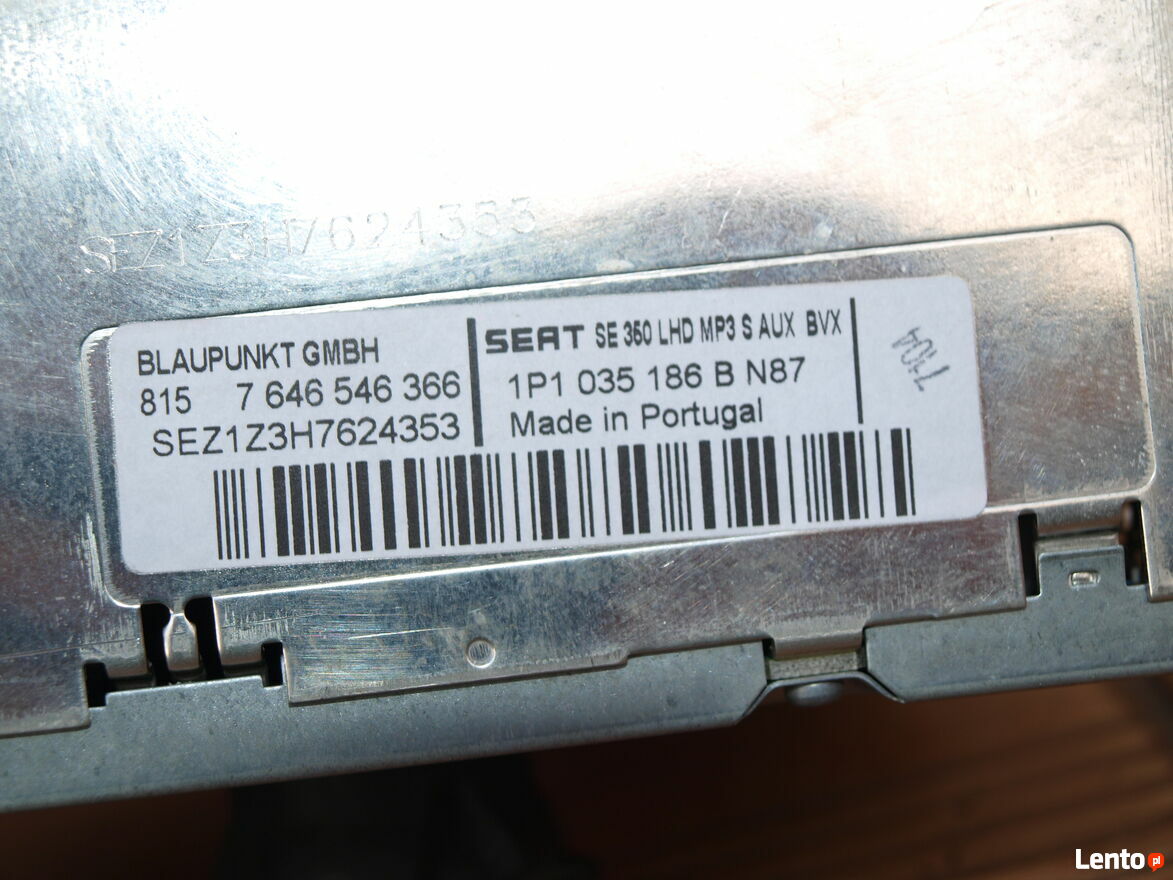 SEZ1Z3H7624353
BLAUPUNKT GMBH
815 7 646 546 366
SEZ1Z3H7624353
SEAT SE 360 LHD MP3 S AUX BVX
1P1 035 186 B N87
Made in Portugal
Lento pl